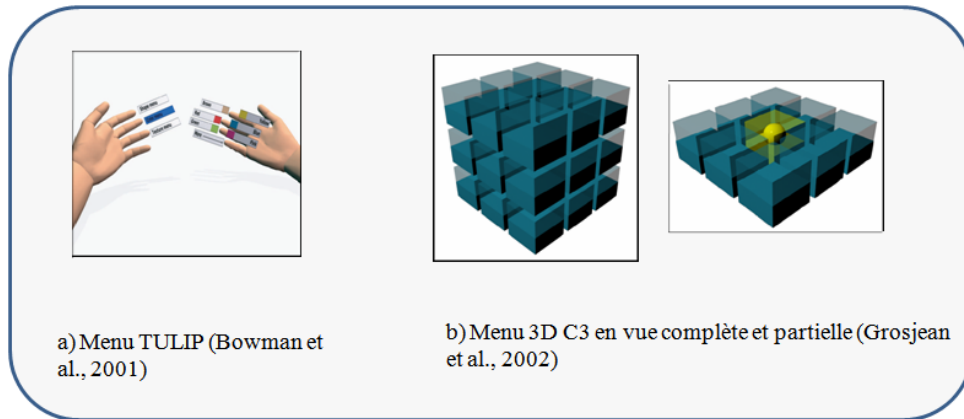 a) Menu TULIP (Bowman et
al., 2001)
b) Menu 3D C3 en vue complète et partielle (Grosjean
et al., 2002)